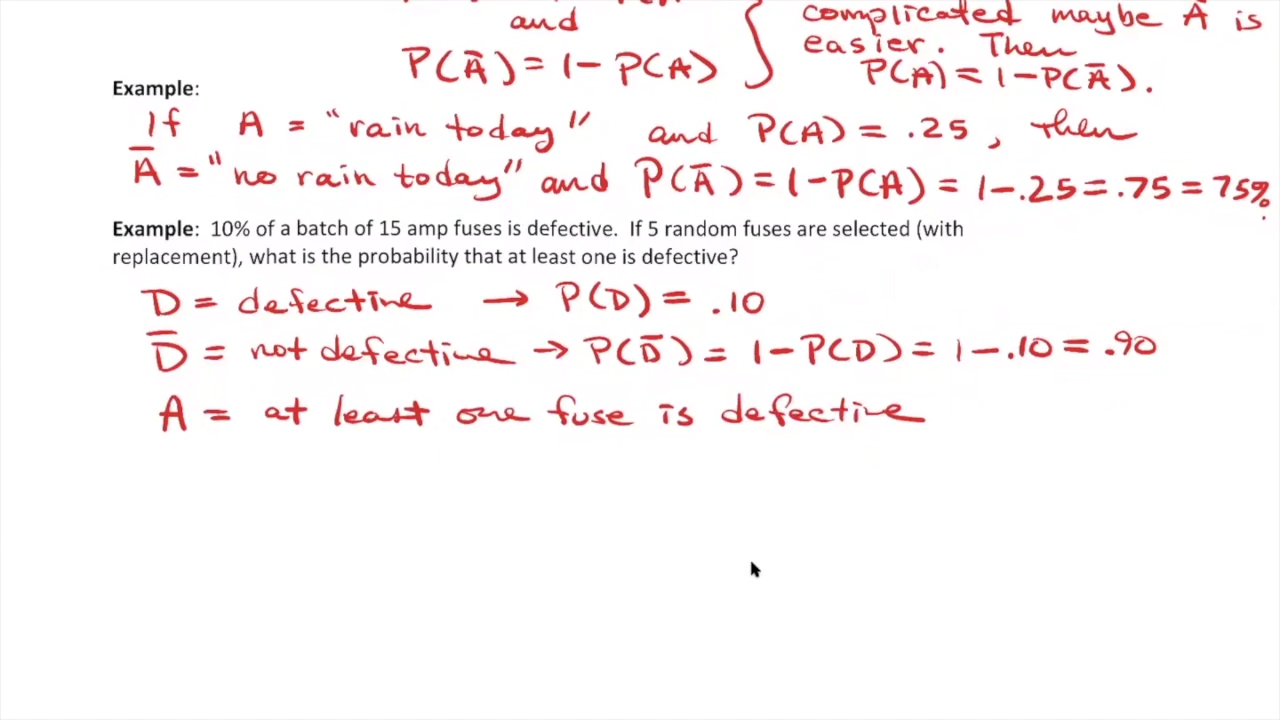 and
P(Ā) = 1 - P(A)
complicated maybe Ā is
easier. Then
P(A) = 1 - P(Ā).
Example:
If A = "rain today" and P(A) = .25, then
Ā = "no rain today" and P(Ā) = 1 - P(A) = 1 - .25 = .75 = 75%.
Example: 10% of a batch of 15 amp fuses is defective. If 5 random fuses are selected (with
replacement), what is the probability that at least one is defective?
D = defective → P(D) = .10
D̄ = not defective → P(D̄) = 1 - P(D) = 1 - .10 = .90
A = at least one fuse is defective